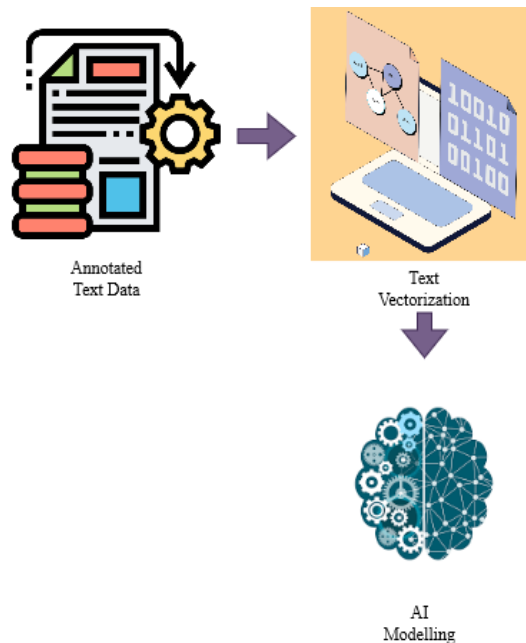 Annotated
Text Data
10010
01101
00100
Text
Vectorization
AI
Modelling